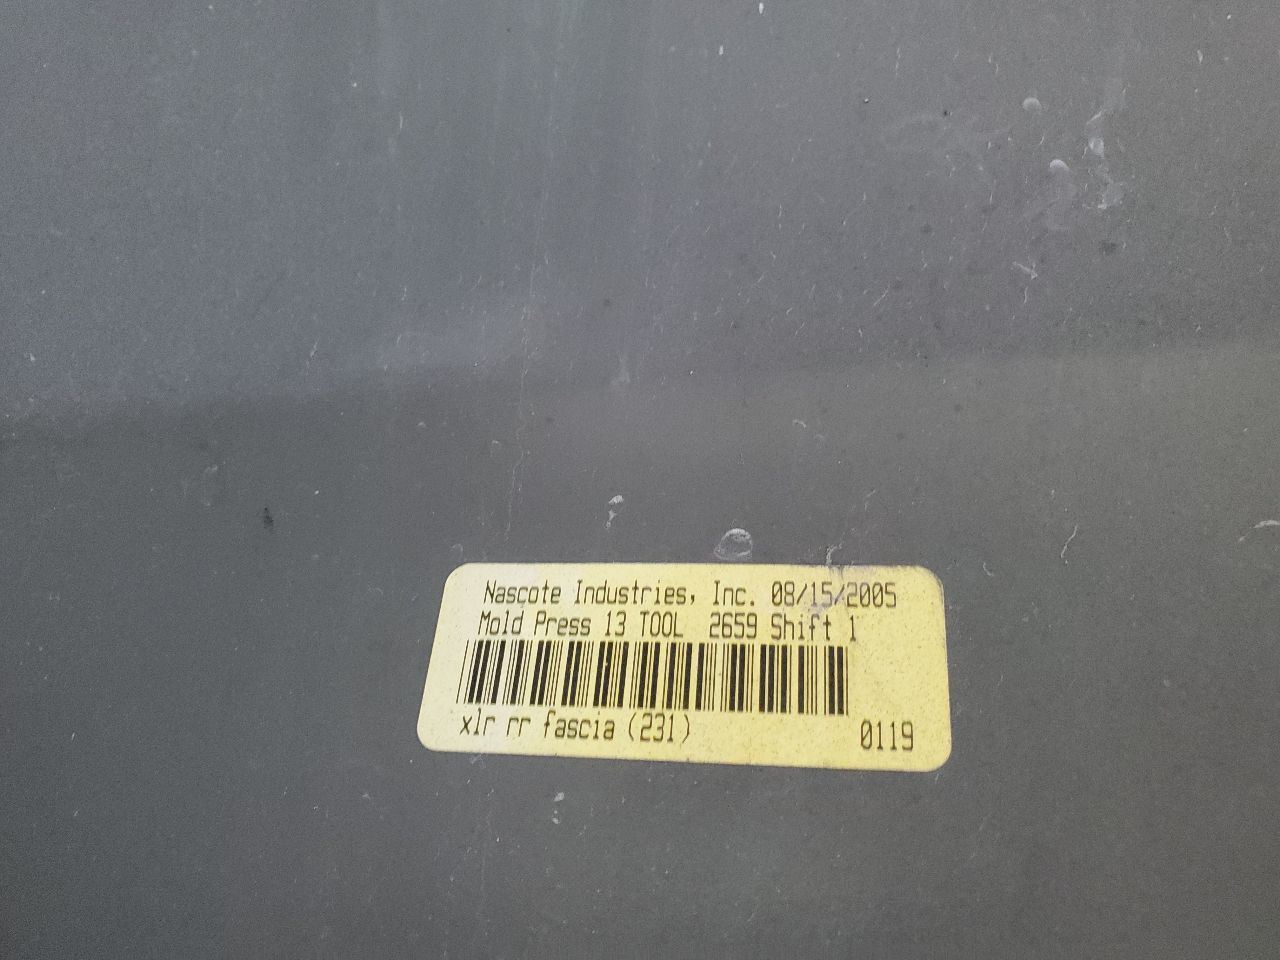 Nascote Industries, Inc. 08/15/2005
Mold Press 13 TOOL 2659 Shift 1
xlr rr fascia (231) 0119